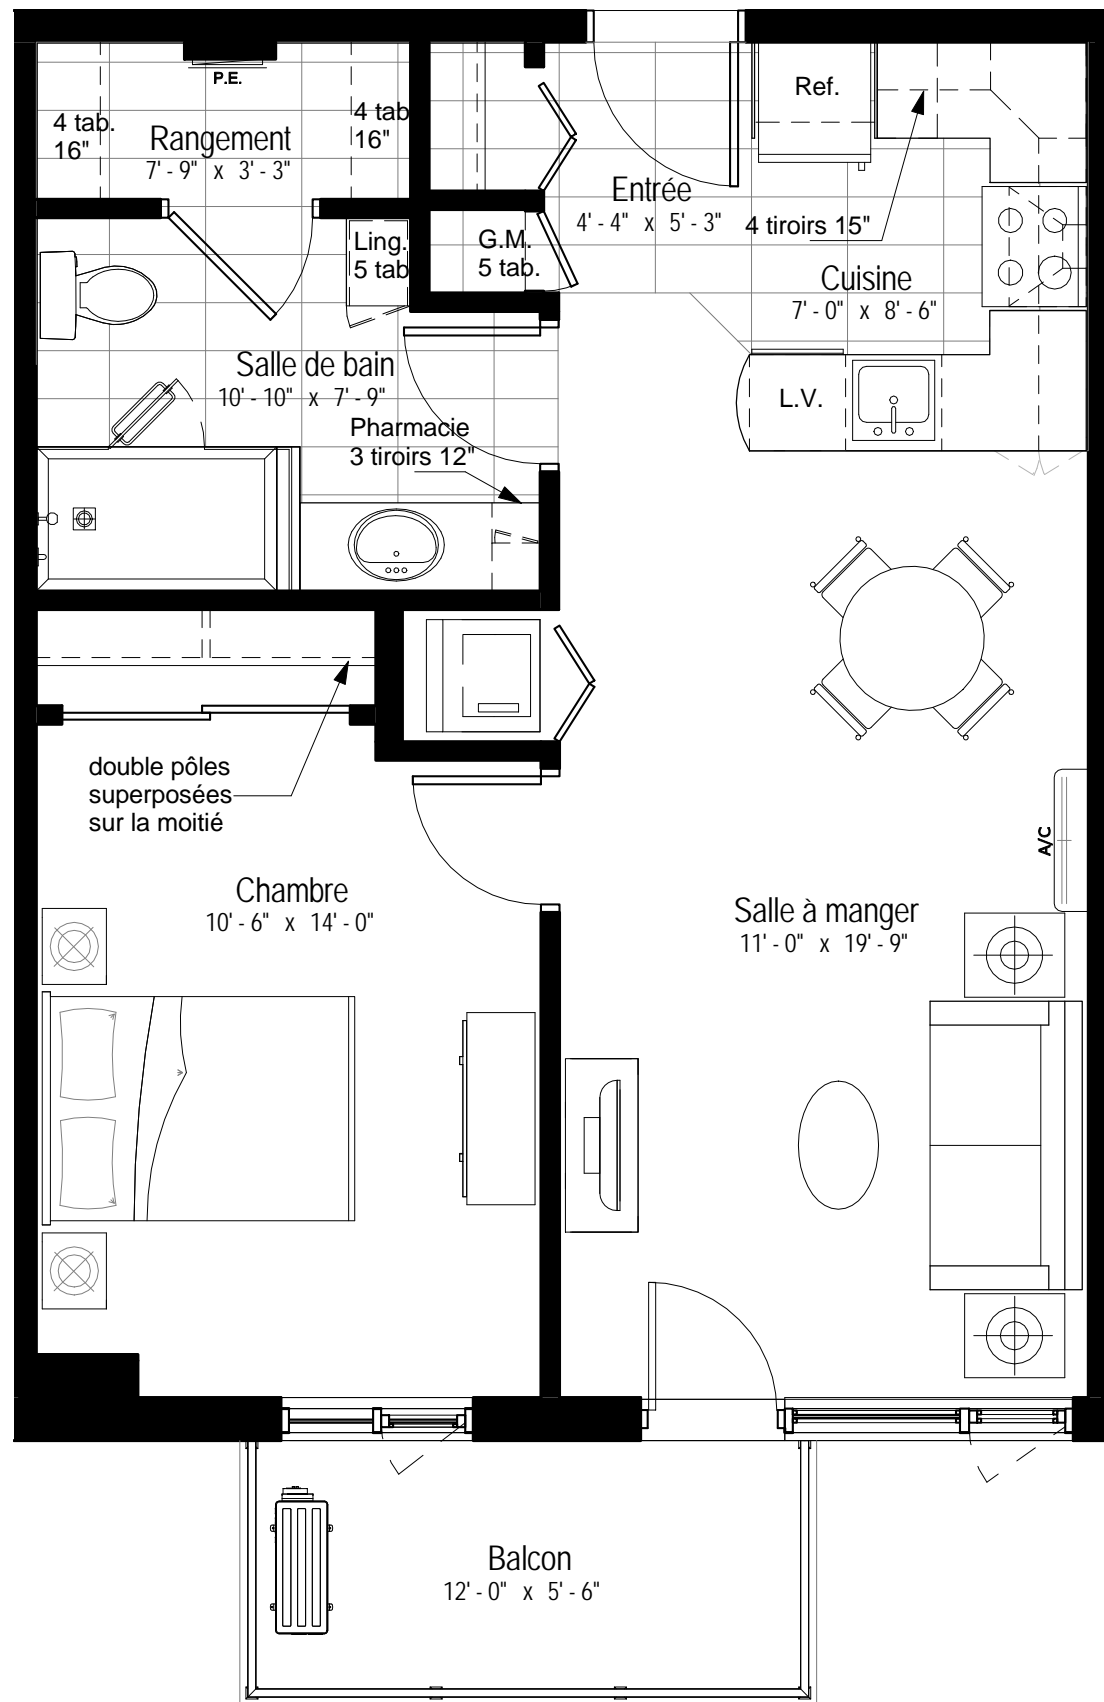 P.E.
4 tab.
16"
4 tab
16"
Rangement
7' - 9" x 3' - 3"
Ref.
Entrée
4' - 4" x 5' - 3"
4 tiroirs 15"
Ling.
5 tab
G.M.
5 tab.
Cuisine
7' - 0" x 8' - 6"
Salle de bain
10' - 10" x 7' - 9"
L.V.
Pharmacie
3 tiroirs 12"
double pôles
superposées
sur la moitié
A/C
Chambre
10' - 6" x 14' - 0"
Salle à manger
11' - 0" x 19' - 9"
Balcon
12' - 0" x 5' - 6"